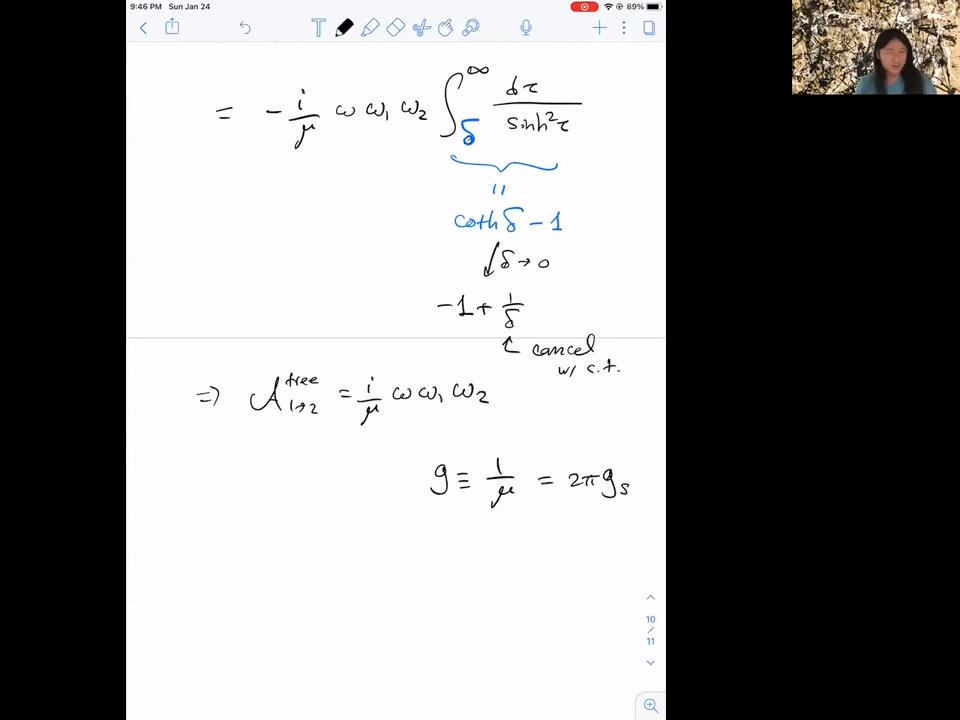 9:46 PM Sun Jan 24
89%
= - i/μ ω ω₁ ω₂ ∫_δ^∞ dτ/sinh²τ
"
coth δ - 1
↓ δ → 0
-1 + 1/δ
↑ cancel
w/ c.t.
⇒ 𝒜^{tree}_{1→2} = i/μ ω ω₁ ω₂
g ≡ 1/μ = 2π g_s
10
/
11